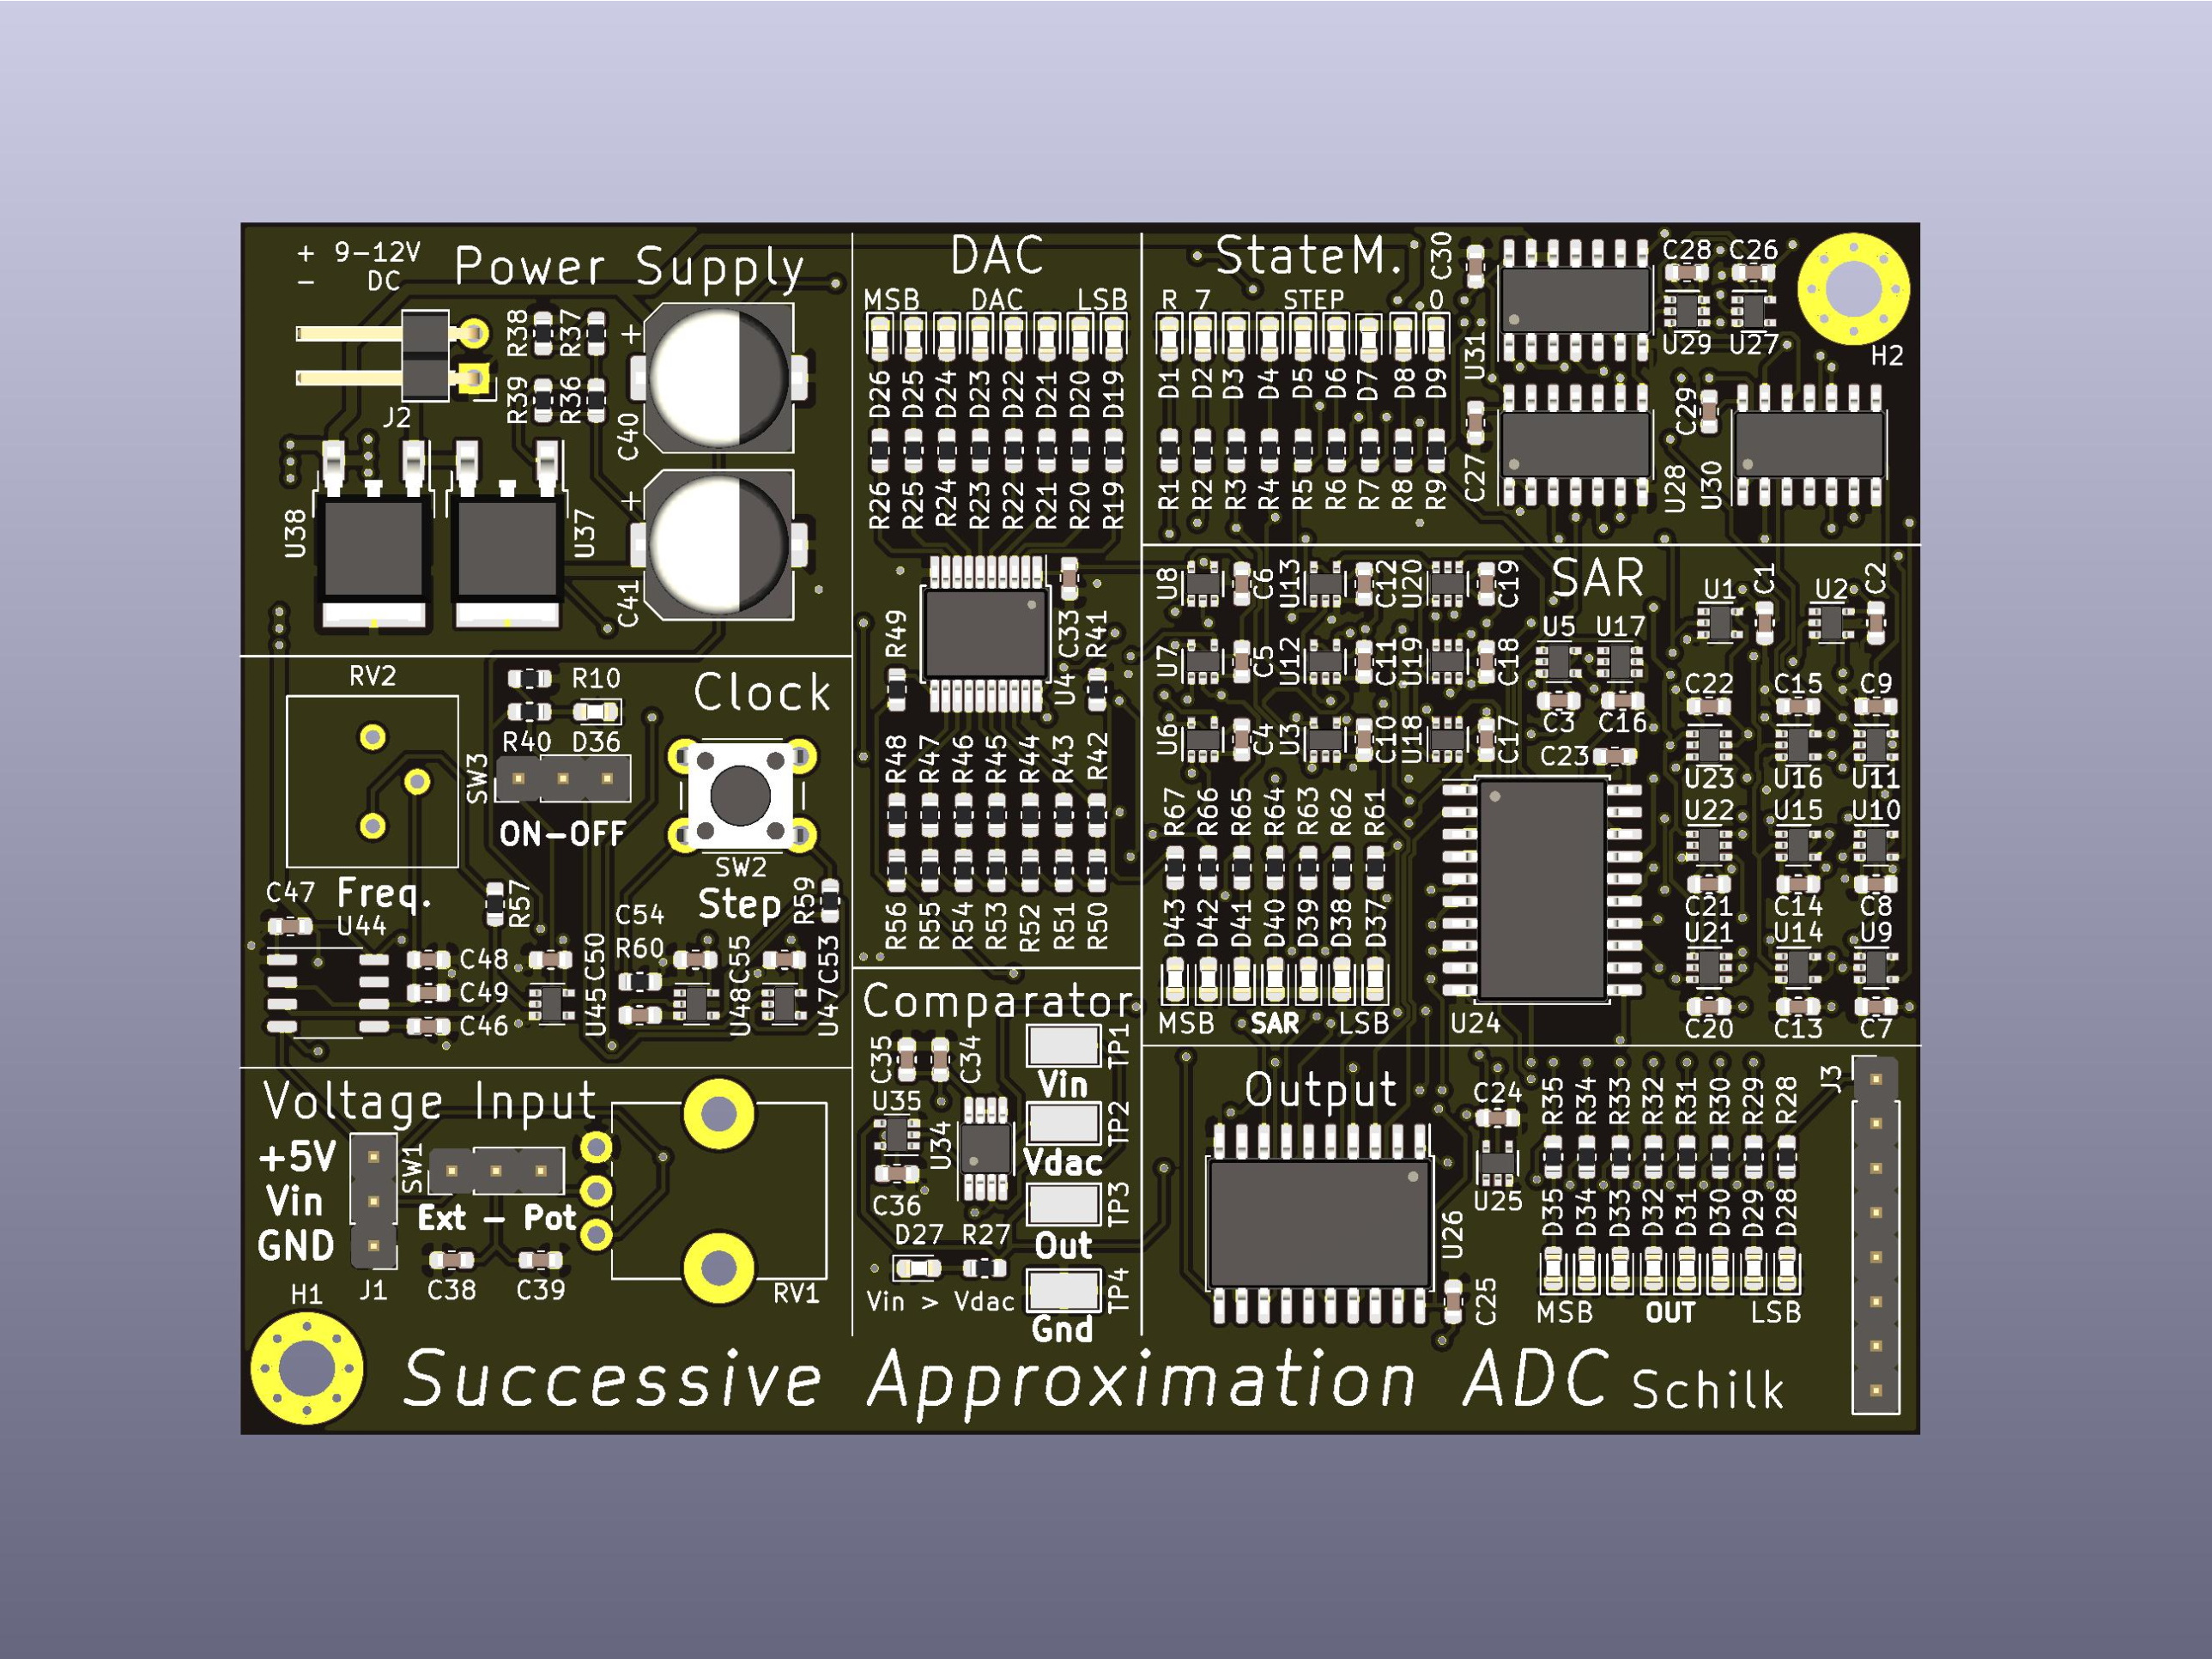 + 9-12V
- DC
Power Supply
R38 R37
R39 R36
J2
C40
C41
U38
U37
DAC
MSB DAC LSB
D26 D25 D24 D23 D22 D21 D20 D19
R26 R25 R24 R23 R22 R21 R20 R19
R49
C33
R41
R48 R47 R46 R45 R44 R43 R42
R56 R55 R54 R53 R52 R51 R50
StateM.
R 7 STEP 0
D1 D2 D3 D4 D5 D6 D7 D8 D9
R1 R2 R3 R4 R5 R6 R7 R8 R9
C30
U31
C28 C26
U29 U27
H2
C27
U28
C29
U30
SAR
U8 C6 U13 C12 U20 C19
U7 C5 U12 C11 U19 C18
U6 C4 U3 C10 U18 C17
U5 U17
C3 C16
C23
U1 C1 U2 C2
C22 C15 C9
U23 U16 U11
U22 U15 U10
C21 C14 C8
U21 U14 U9
C20 C13 C7
R67 R66 R65 R64 R63 R62 R61
D43 D42 D41 D40 D39 D38 D37
MSB SAR LSB
U24
RV2
R10
Clock
R40 D36
SW3
ON-OFF
SW2
Step
R59
C47
Freq.
U44
R57
C54
R60
C48
C49
C46
U45 C50
U48 C55
U47 C53
Voltage Input
+5V
Vin
GND
SW1
Ext - Pot
J1
C38 C39
RV1
H1
Comparator
C35 C34
U35
U34
C36
D27 R27
Vin > Vdac
TP1
Vin
TP2
Vdac
TP3
Out
TP4
Gnd
Output
U26
C25
C24
U25
R35 R34 R33 R32 R31 R30 R29 R28
D35 D34 D33 D32 D31 D30 D29 D28
MSB OUT LSB
J3
Successive Approximation ADC Schilk